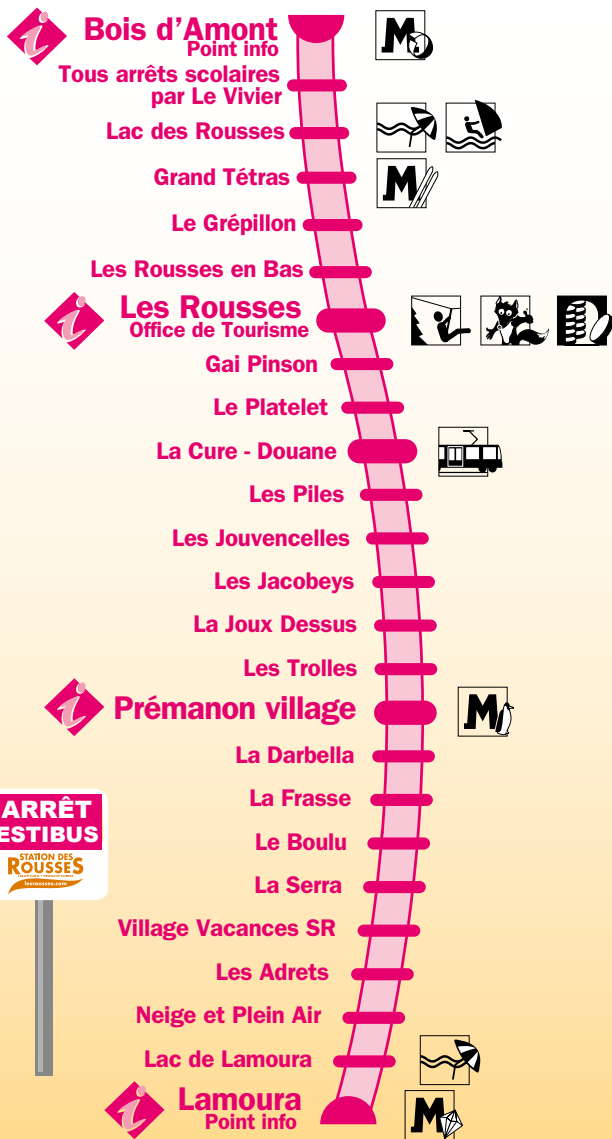 Bois d'Amont
Point info
Tous arrêts scolaires
par Le Vivier
Lac des Rousses
Grand Tétras
Le Grépillon
Les Rousses en Bas
Les Rousses
Office de Tourisme
Gai Pinson
Le Platelet
La Cure - Douane
Les Piles
Les Jouvencelles
Les Jacobeys
La Joux Dessus
Les Trolles
Prémanon village
La Darbella
La Frasse
ARRÊT
ESTIBUS
STATION DES
ROUSSES
lesrousses.com
Le Boulu
La Serra
Village Vacances SR
Les Adrets
Neige et Plein Air
Lac de Lamoura
Lamoura
Point info